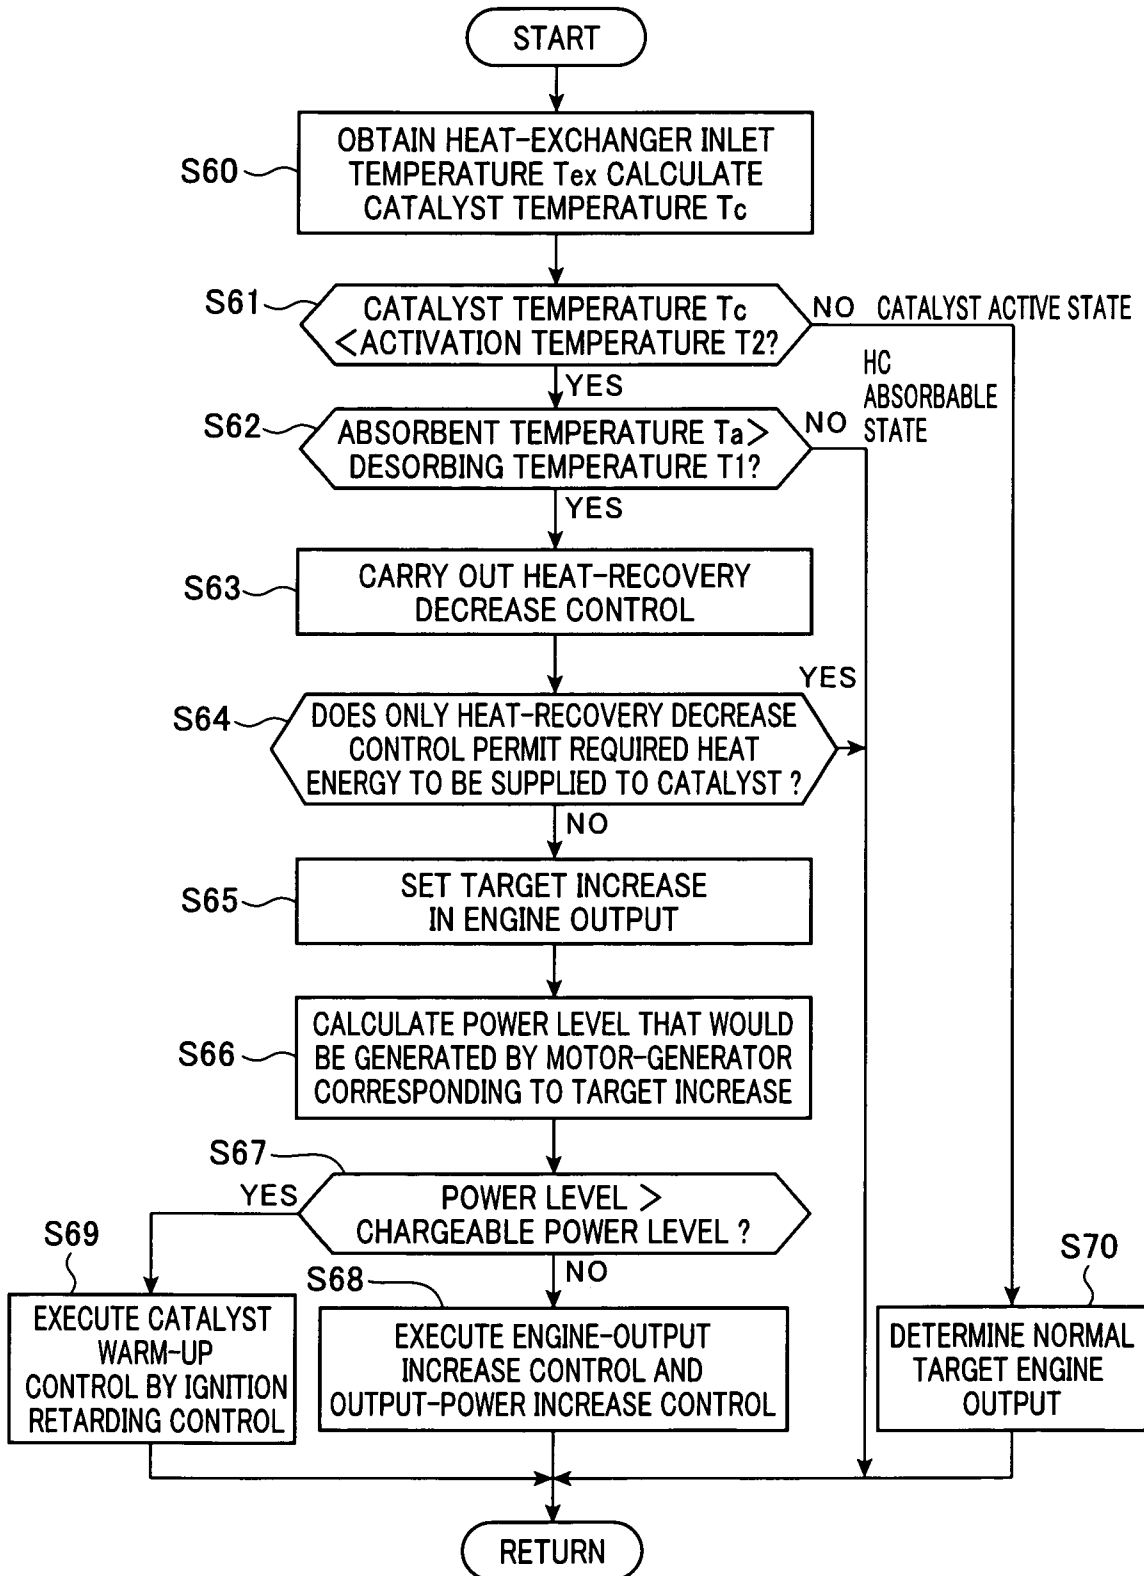 START
S60
OBTAIN HEAT-EXCHANGER INLET
TEMPERATURE Tex CALCULATE
CATALYST TEMPERATURE Tc
S61
CATALYST TEMPERATURE Tc
<ACTIVATION TEMPERATURE T2?
NO
CATALYST ACTIVE STATE
YES
S62
ABSORBENT TEMPERATURE Ta>
DESORBING TEMPERATURE T1?
NO
HC
ABSORBABLE
STATE
YES
S63
CARRY OUT HEAT-RECOVERY
DECREASE CONTROL
S64
DOES ONLY HEAT-RECOVERY DECREASE
CONTROL PERMIT REQUIRED HEAT
ENERGY TO BE SUPPLIED TO CATALYST ?
YES
NO
S65
SET TARGET INCREASE
IN ENGINE OUTPUT
S66
CALCULATE POWER LEVEL THAT WOULD
BE GENERATED BY MOTOR-GENERATOR
CORRESPONDING TO TARGET INCREASE
S67
POWER LEVEL >
CHARGEABLE POWER LEVEL ?
YES
NO
S69
EXECUTE CATALYST
WARM-UP
CONTROL BY IGNITION
RETARDING CONTROL
S68
EXECUTE ENGINE-OUTPUT
INCREASE CONTROL AND
OUTPUT-POWER INCREASE CONTROL
S70
DETERMINE NORMAL
TARGET ENGINE
OUTPUT
RETURN